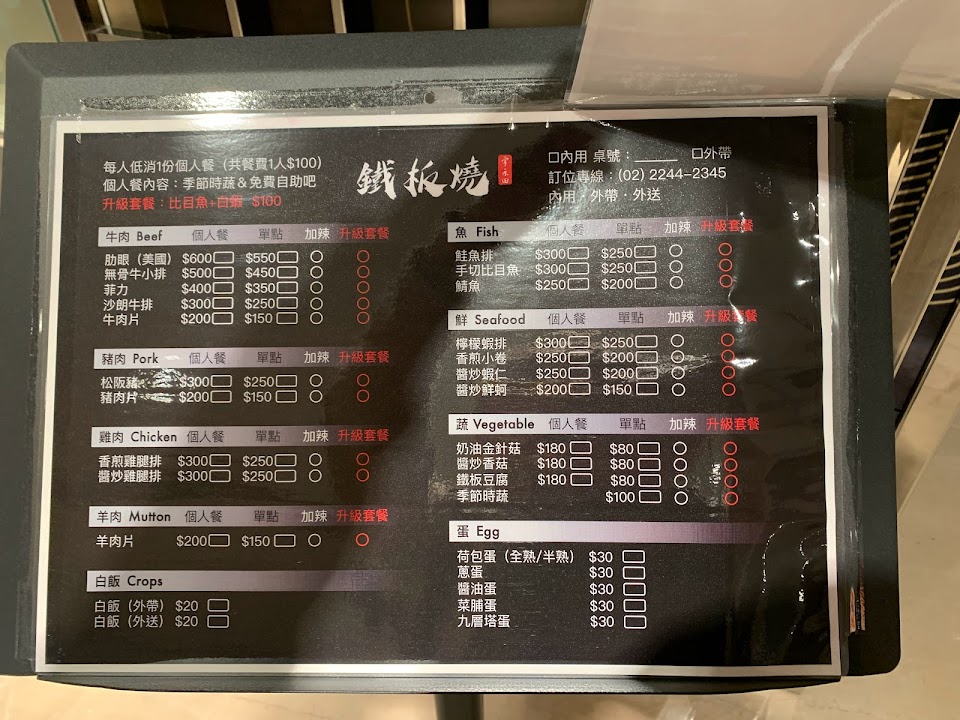 每人低消1份個人餐 (共餐費1人$100)
個人餐內容：季節時蔬＆免費自助吧
升級套餐：比目魚+白蝦 $100
鐵板燒
內用 桌號：______ 外帶
訂位專線：(02) 2244-2345
內用．外帶．外送
牛肉 Beef 個人餐 單點 加辣 升級套餐
肋眼 (美國) $600 $550
無骨牛小排 $500 $450
菲力 $400 $350
沙朗牛排 $300 $250
牛肉片 $200 $150
豬肉 Pork 個人餐 單點 加辣 升級套餐
松阪豬 $300 $250
豬肉片 $200 $150
雞肉 Chicken 個人餐 單點 加辣 升級套餐
香煎雞腿排 $300 $250
醬炒雞腿排 $300 $250
羊肉 Mutton 個人餐 單點 加辣 升級套餐
羊肉片 $200 $150
白飯 Crops
白飯 (外帶) $20
白飯 (外送) $20
魚 Fish 個人餐 單點 加辣 升級套餐
鮭魚排 $300 $250
手切比目魚 $300 $250
鯖魚 $250 $200
鮮 Seafood 個人餐 單點 加辣 升級套餐
檸檬蝦排 $300 $250
香煎小卷 $250 $200
醬炒蝦仁 $250 $200
醬炒鮮蚵 $200 $150
蔬 Vegetable 個人餐 單點 加辣 升級套餐
奶油金針菇 $180 $80
醬炒香菇 $180 $80
鐵板豆腐 $180 $80
季節時蔬 $100
蛋 Egg
荷包蛋 (全熟/半熟) $30
蔥蛋 $30
醬油蛋 $30
菜脯蛋 $30
九層塔蛋 $30